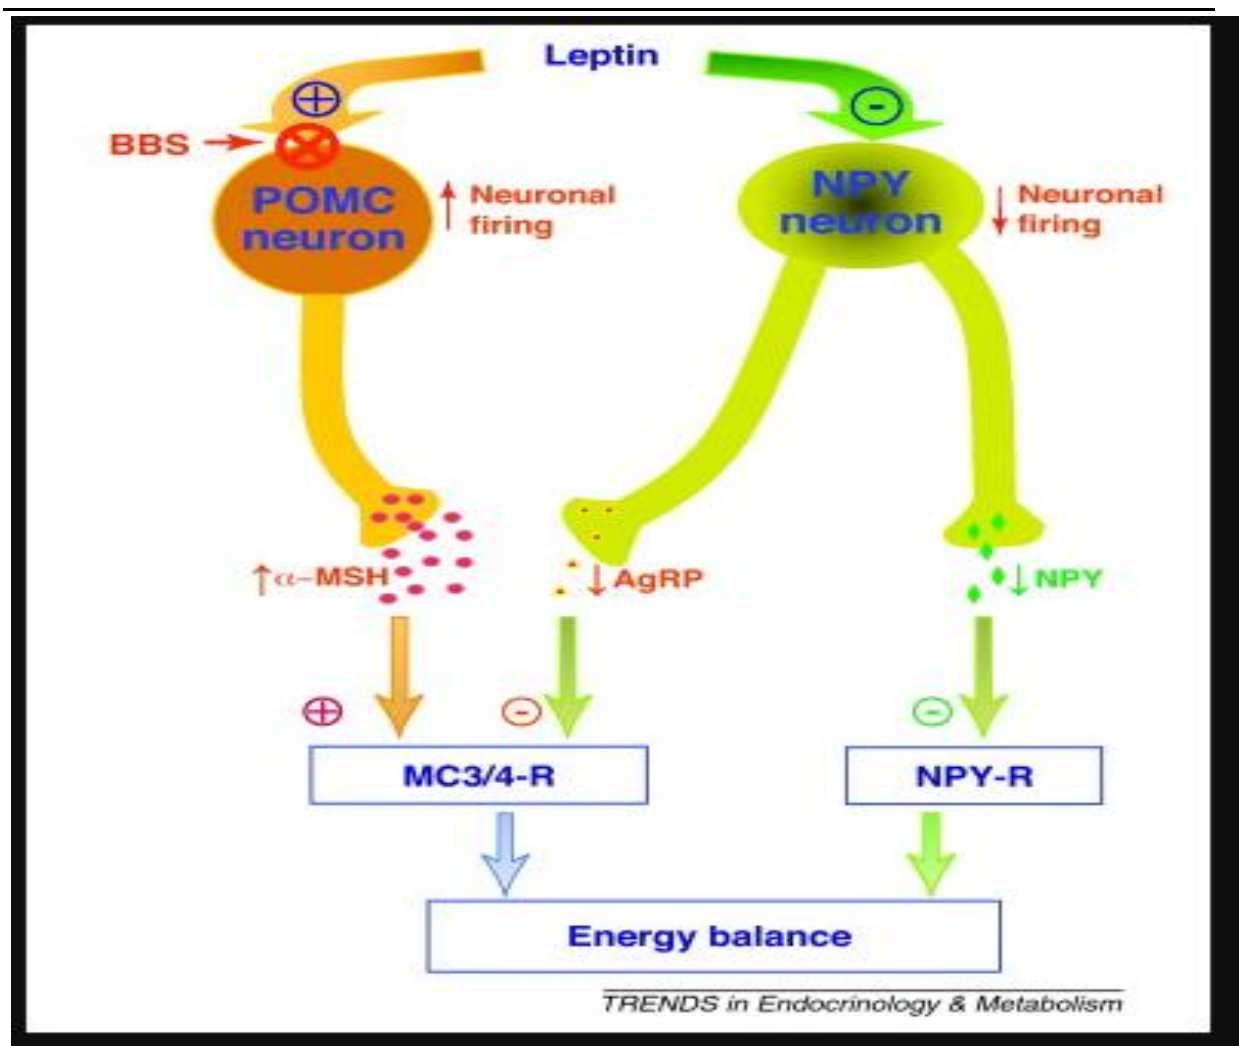 Leptin
+
-
BBS →
POMC
neuron
↑ Neuronal
firing
NPY
neuron
↓ Neuronal
firing
↑α-MSH
↓ AgRP
↓ NPY
+
-
-
MC3/4-R
NPY-R
Energy balance
TRENDS in Endocrinology & Metabolism